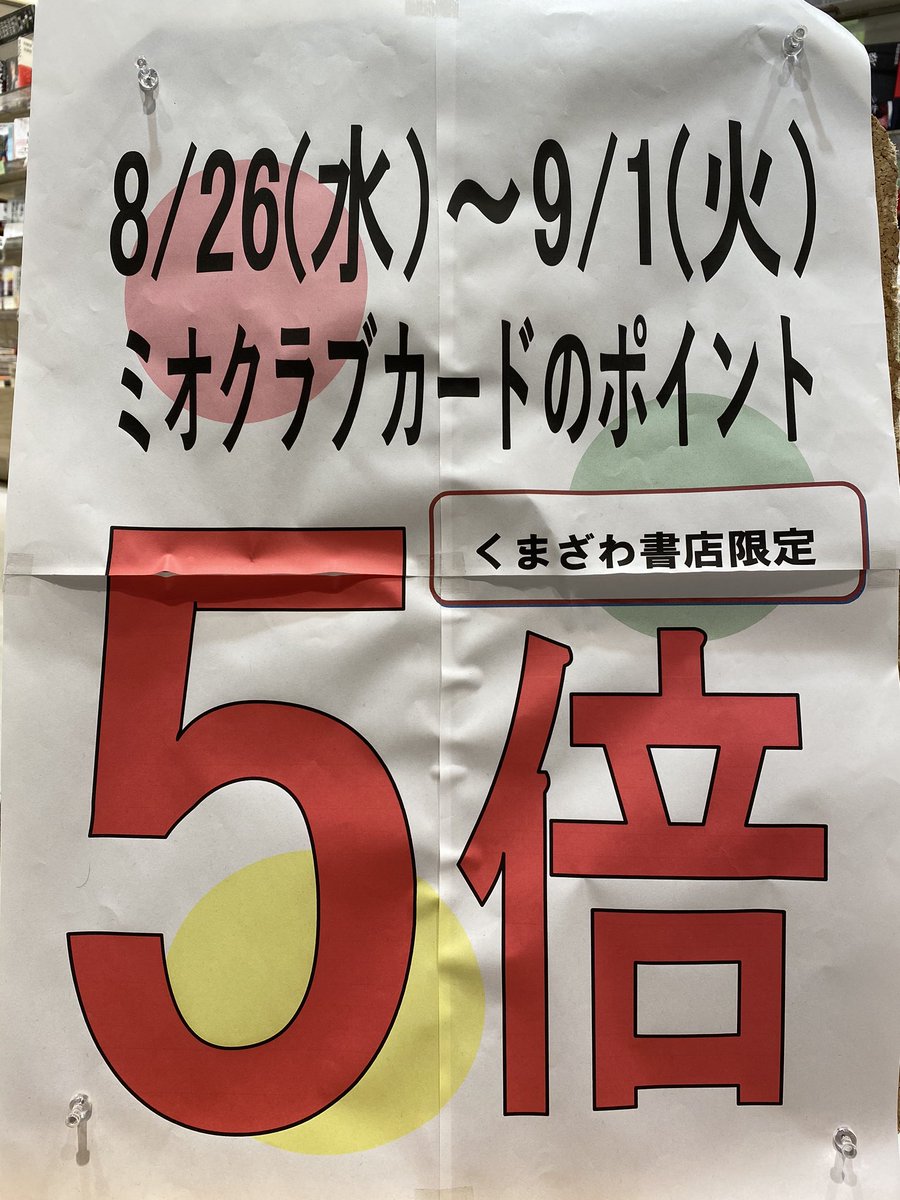 8/26(水)～9/1(火)
ミオクラブカードのポイント
くまざわ書店限定
5倍